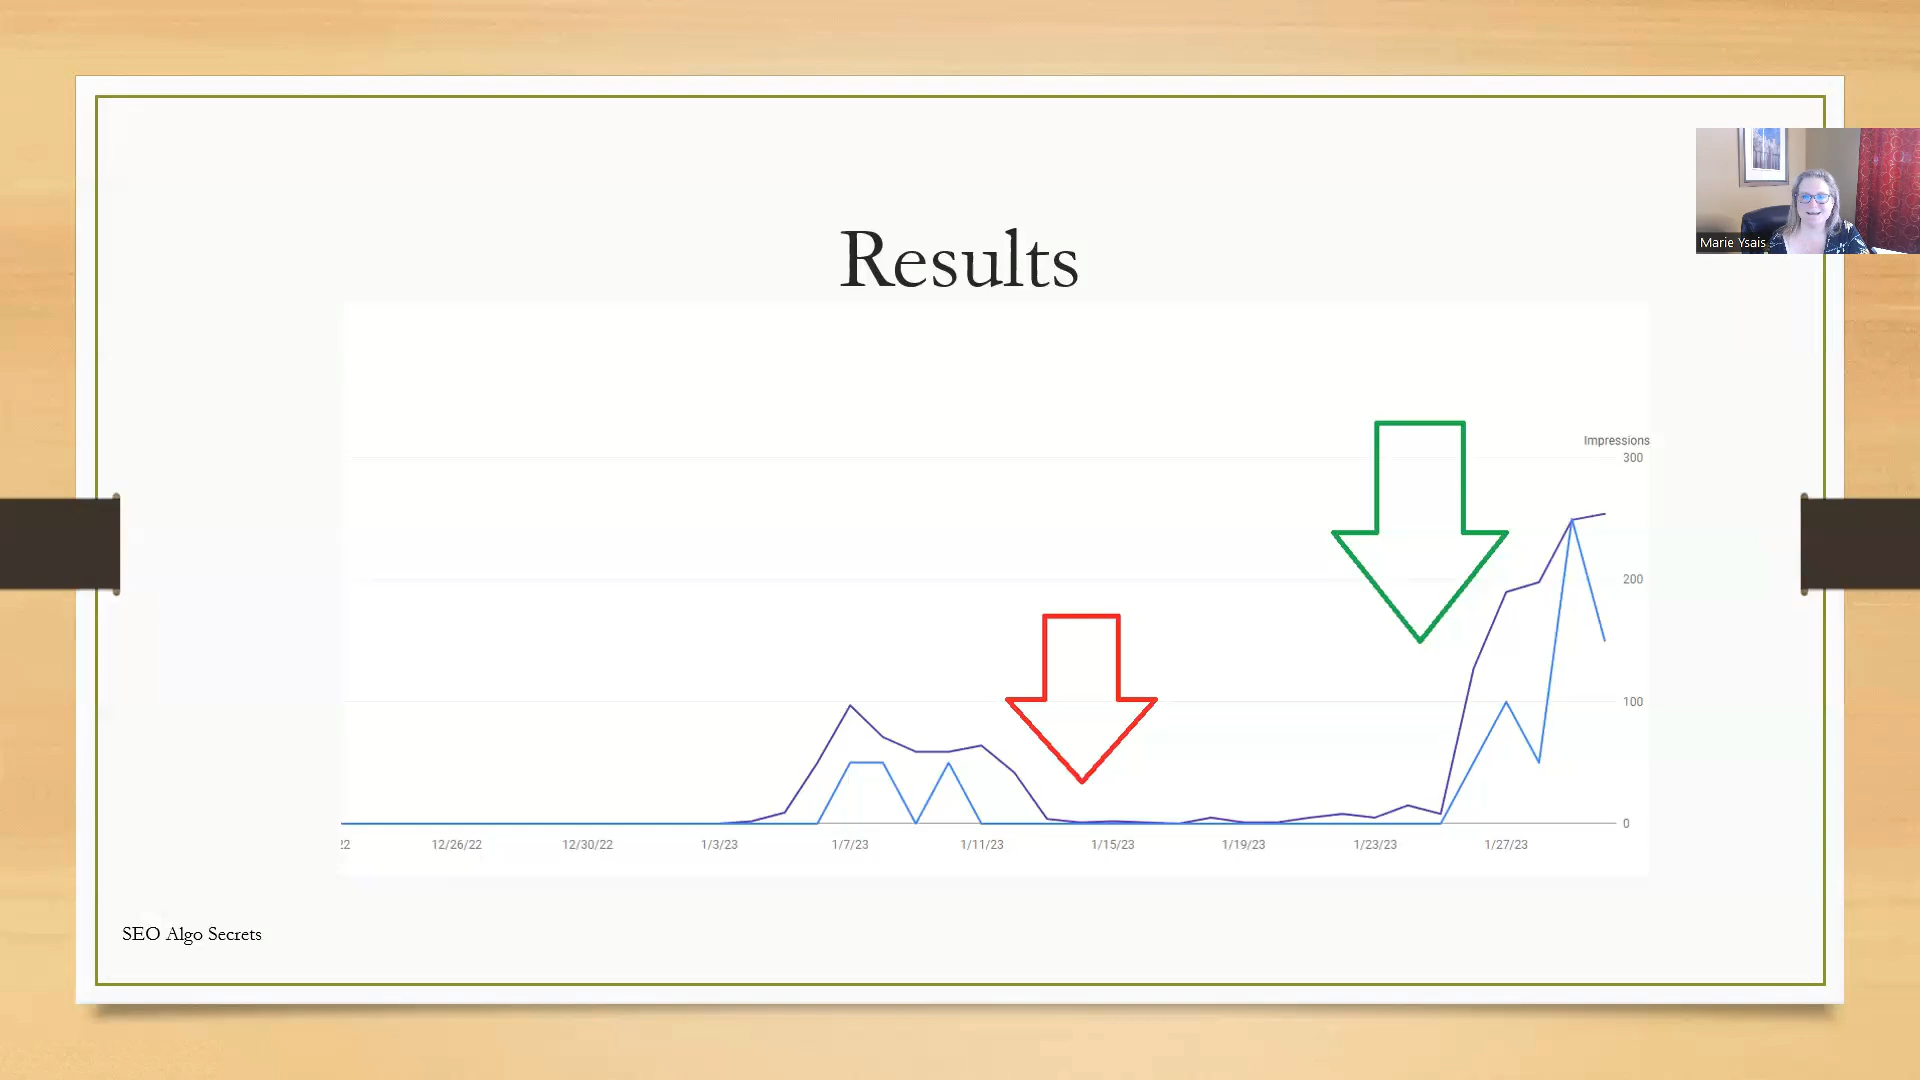 Marie Ysais
Results
Impressions
300
200
100
0
22 12/26/22 12/30/22 1/3/23 1/7/23 1/11/23 1/15/23 1/19/23 1/23/23 1/27/23
SEO Algo Secrets